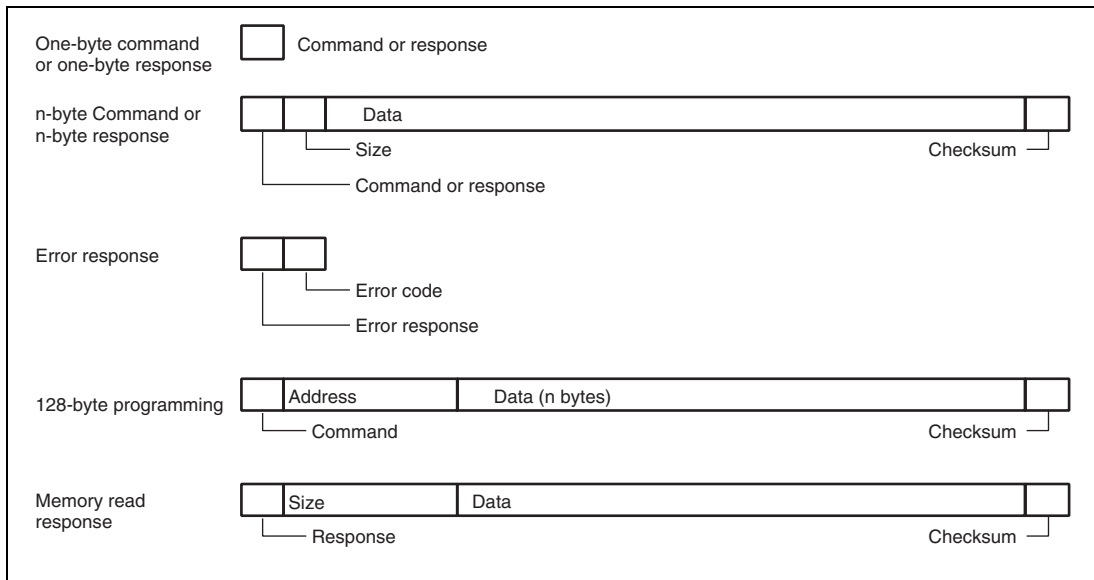 One-byte command
or one-byte response
Command or response
n-byte Command or
n-byte response
Data
Size
Checksum
Command or response
Error response
Error code
Error response
128-byte programming
Address
Data (n bytes)
Command
Checksum
Memory read
response
Size
Data
Response
Checksum